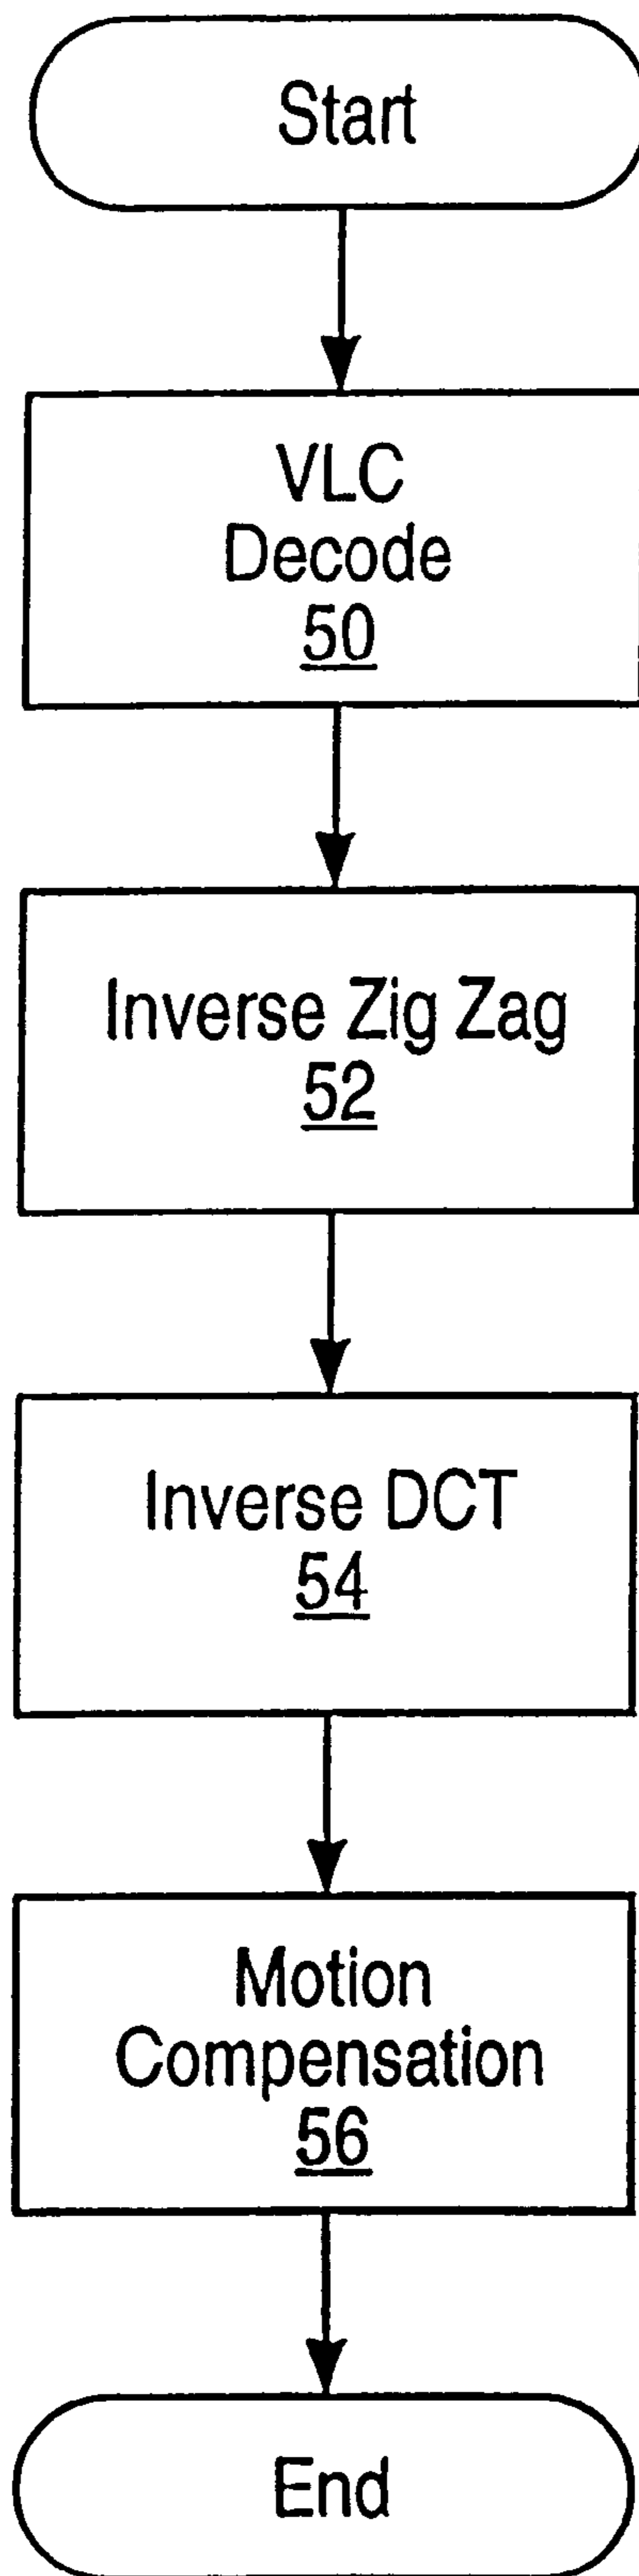 Start
VLC
Decode
50
Inverse Zig Zag
52
Inverse DCT
54
Motion
Compensation
56
End